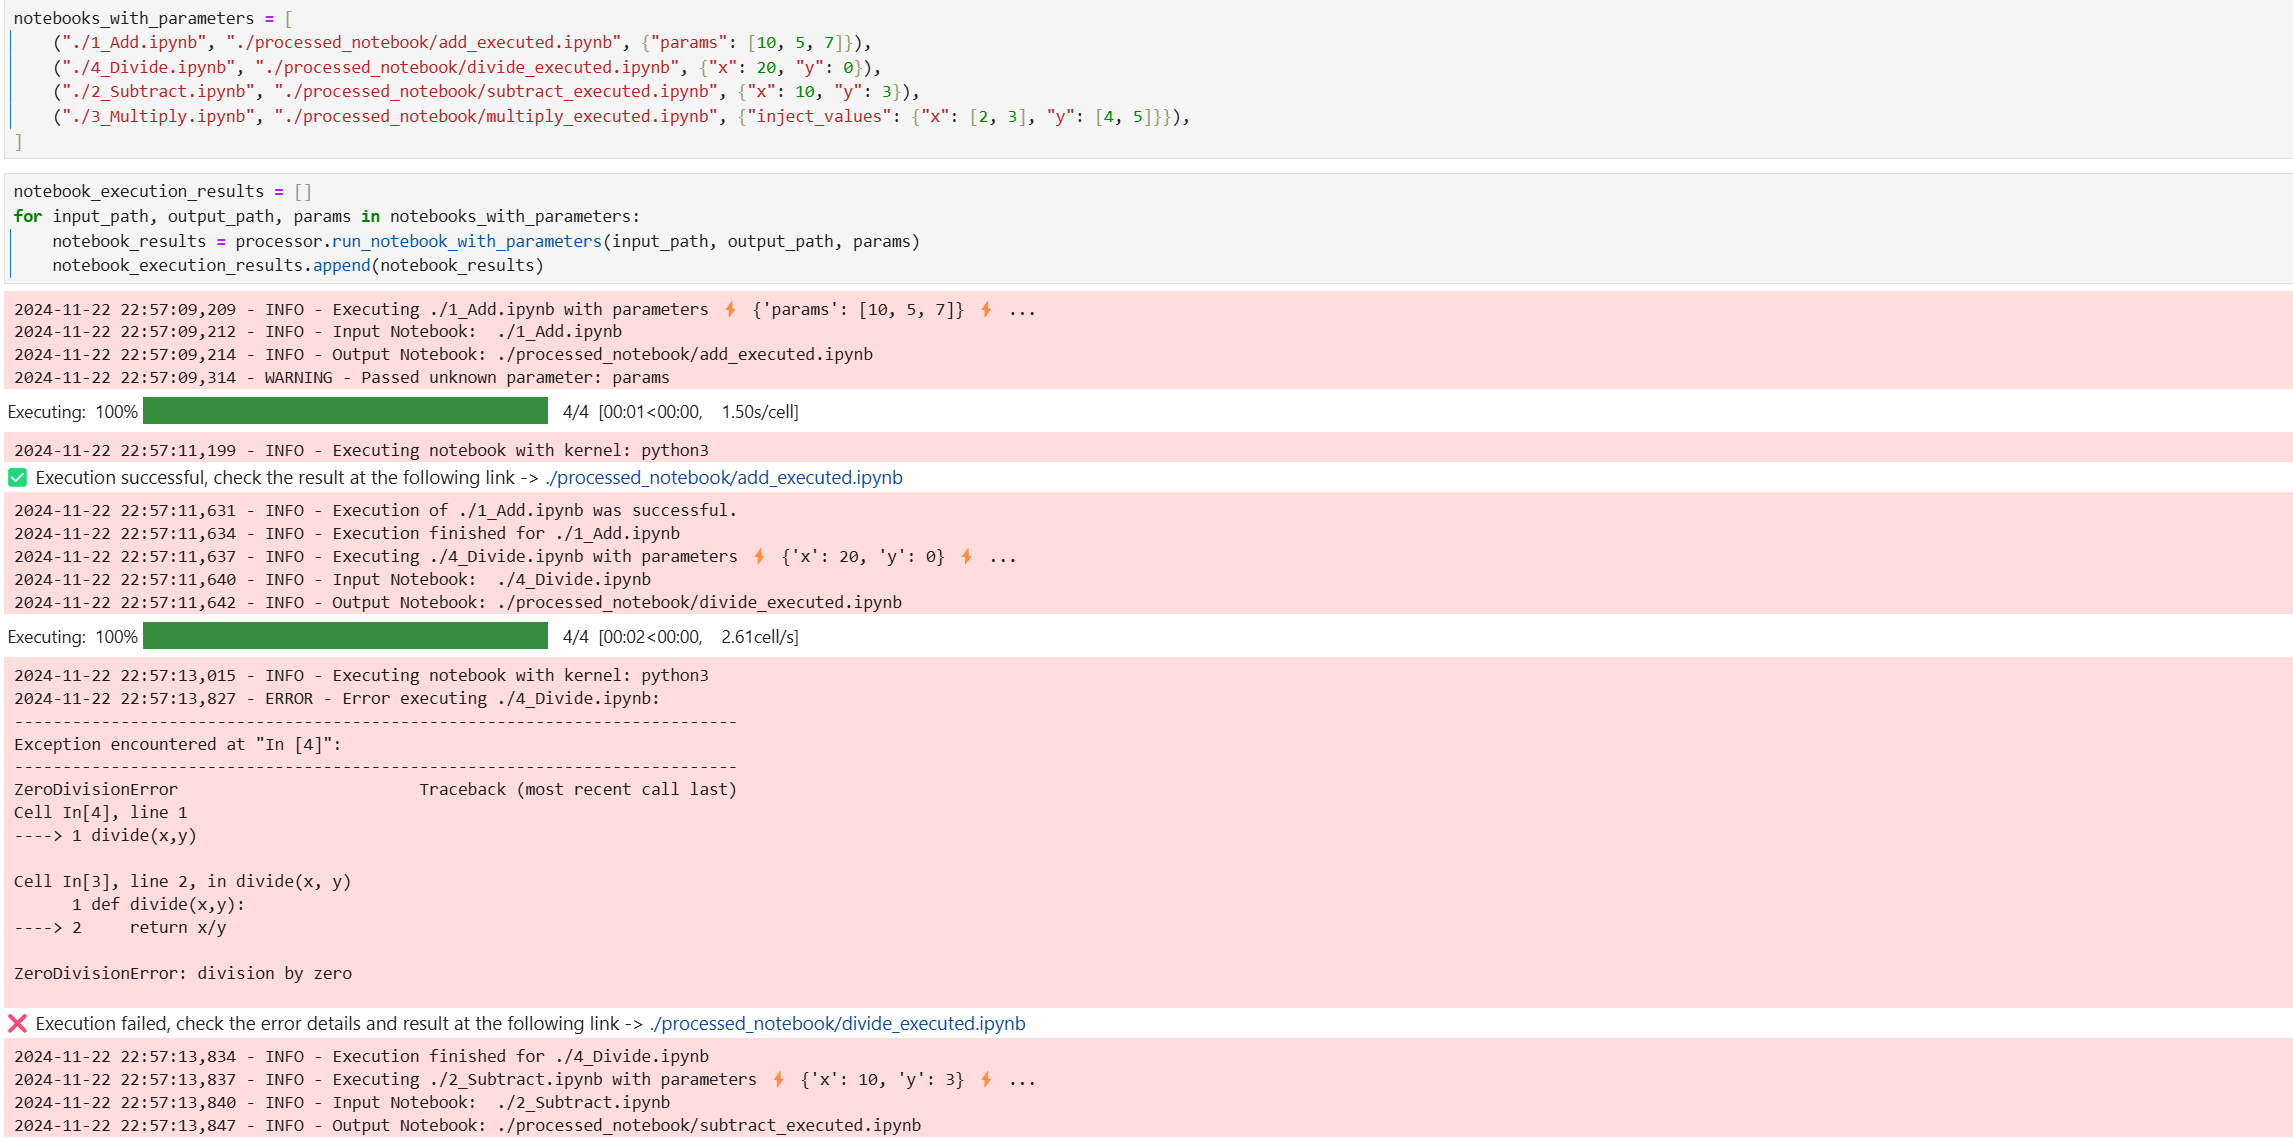 notebooks_with_parameters = [
    ("./1_Add.ipynb", "./processed_notebook/add_executed.ipynb", {"params": [10, 5, 7]}),
    ("./4_Divide.ipynb", "./processed_notebook/divide_executed.ipynb", {"x": 20, "y": 0}),
    ("./2_Subtract.ipynb", "./processed_notebook/subtract_executed.ipynb", {"x": 10, "y": 3}),
    ("./3_Multiply.ipynb", "./processed_notebook/multiply_executed.ipynb", {"inject_values": {"x": [2, 3], "y": [4, 5]}}),
]
notebook_execution_results = []
for input_path, output_path, params in notebooks_with_parameters:
    notebook_results = processor.run_notebook_with_parameters(input_path, output_path, params)
    notebook_execution_results.append(notebook_results)
2024-11-22 22:57:09,209 - INFO - Executing ./1_Add.ipynb with parameters ⚡ {'params': [10, 5, 7]} ⚡ ...
2024-11-22 22:57:09,212 - INFO - Input Notebook:  ./1_Add.ipynb
2024-11-22 22:57:09,214 - INFO - Output Notebook: ./processed_notebook/add_executed.ipynb
2024-11-22 22:57:09,314 - WARNING - Passed unknown parameter: params
Executing: 100% 4/4 [00:01<00:00, 1.50s/cell]
2024-11-22 22:57:11,199 - INFO - Executing notebook with kernel: python3
✅ Execution successful, check the result at the following link -> ./processed_notebook/add_executed.ipynb
2024-11-22 22:57:11,631 - INFO - Execution of ./1_Add.ipynb was successful.
2024-11-22 22:57:11,634 - INFO - Execution finished for ./1_Add.ipynb
2024-11-22 22:57:11,637 - INFO - Executing ./4_Divide.ipynb with parameters ⚡ {'x': 20, 'y': 0} ⚡ ...
2024-11-22 22:57:11,640 - INFO - Input Notebook:  ./4_Divide.ipynb
2024-11-22 22:57:11,642 - INFO - Output Notebook: ./processed_notebook/divide_executed.ipynb
Executing: 100% 4/4 [00:02<00:00, 2.61cell/s]
2024-11-22 22:57:13,015 - INFO - Executing notebook with kernel: python3
2024-11-22 22:57:13,827 - ERROR - Error executing ./4_Divide.ipynb:
---------------------------------------------------------------------------
Exception encountered at "In [4]":
---------------------------------------------------------------------------
ZeroDivisionError                         Traceback (most recent call last)
Cell In[4], line 1
----> 1 divide(x,y)
Cell In[3], line 2, in divide(x, y)
      1 def divide(x,y):
----> 2     return x/y
ZeroDivisionError: division by zero
❌ Execution failed, check the error details and result at the following link -> ./processed_notebook/divide_executed.ipynb
2024-11-22 22:57:13,834 - INFO - Execution finished for ./4_Divide.ipynb
2024-11-22 22:57:13,837 - INFO - Executing ./2_Subtract.ipynb with parameters ⚡ {'x': 10, 'y': 3} ⚡ ...
2024-11-22 22:57:13,840 - INFO - Input Notebook:  ./2_Subtract.ipynb
2024-11-22 22:57:13,847 - INFO - Output Notebook: ./processed_notebook/subtract_executed.ipynb